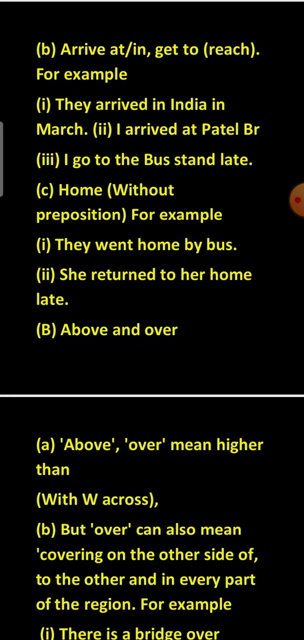 (b) Arrive at/in, get to (reach).
For example
(i) They arrived in India in
March. (ii) I arrived at Patel Br
(iii) I go to the Bus stand late.
(c) Home (Without
preposition) For example
(i) They went home by bus.
(ii) She returned to her home
late.
(B) Above and over
(a) 'Above', 'over' mean higher
than
(With W across),
(b) But 'over' can also mean
'covering on the other side of,
to the other and in every part
of the region. For example
(i) There is a bridge over